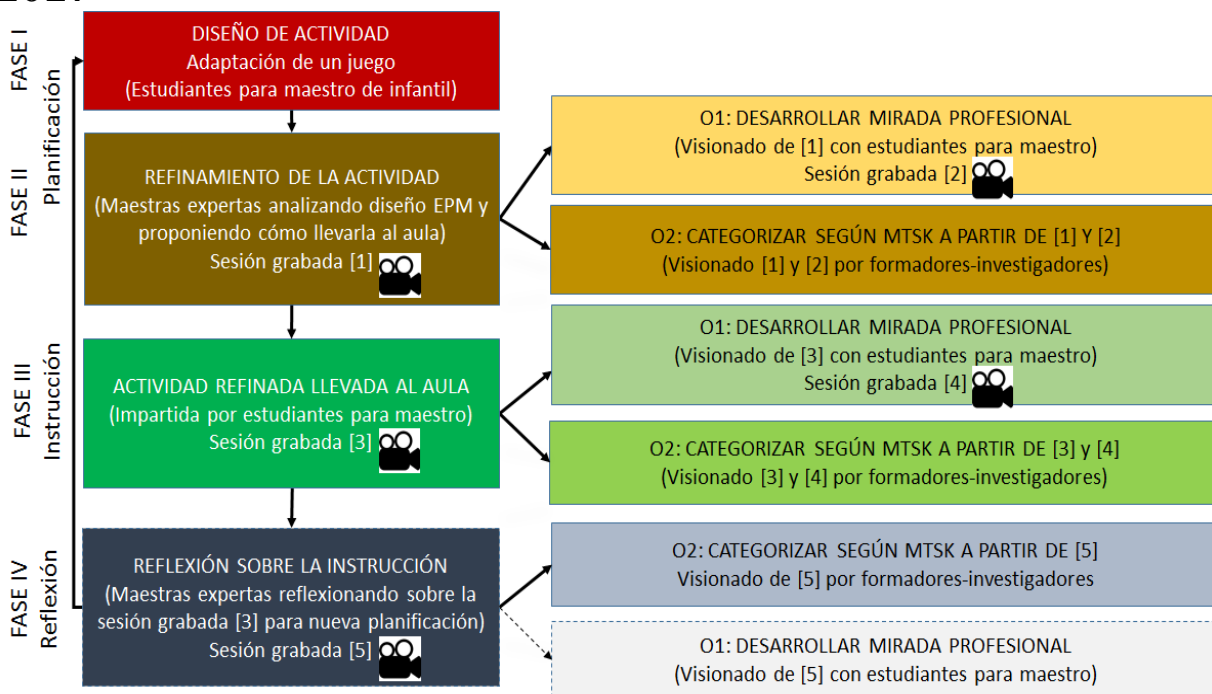 FASE I
Planificación
FASE II
FASE III
Instrucción
FASE IV
Reflexión
DISEÑO DE ACTIVIDAD
Adaptación de un juego
(Estudiantes para maestro de infantil)
REFINAMIENTO DE LA ACTIVIDAD
(Maestras expertas analizando diseño EPM y
proponiendo cómo llevarla al aula)
Sesión grabada [1]
O1: DESARROLLAR MIRADA PROFESIONAL
(Visionado de [1] con estudiantes para maestro)
Sesión grabada [2]
O2: CATEGORIZAR SEGÚN MTSK A PARTIR DE [1] Y [2]
(Visionado [1] y [2] por formadores-investigadores)
ACTIVIDAD REFINADA LLEVADA AL AULA
(Impartida por estudiantes para maestro)
Sesión grabada [3]
O1: DESARROLLAR MIRADA PROFESIONAL
(Visionado de [3] con estudiantes para maestro)
Sesión grabada [4]
O2: CATEGORIZAR SEGÚN MTSK A PARTIR DE [3] y [4]
(Visionado [3] y [4] por formadores-investigadores)
REFLEXIÓN SOBRE LA INSTRUCCIÓN
(Maestras expertas reflexionando sobre la
sesión grabada [3] para nueva planificación)
Sesión grabada [5]
O2: CATEGORIZAR SEGÚN MTSK A PARTIR DE [5]
Visionado de [5] por formadores-investigadores
O1: DESARROLLAR MIRADA PROFESIONAL
(Visionado de [5] con estudiantes para maestro)